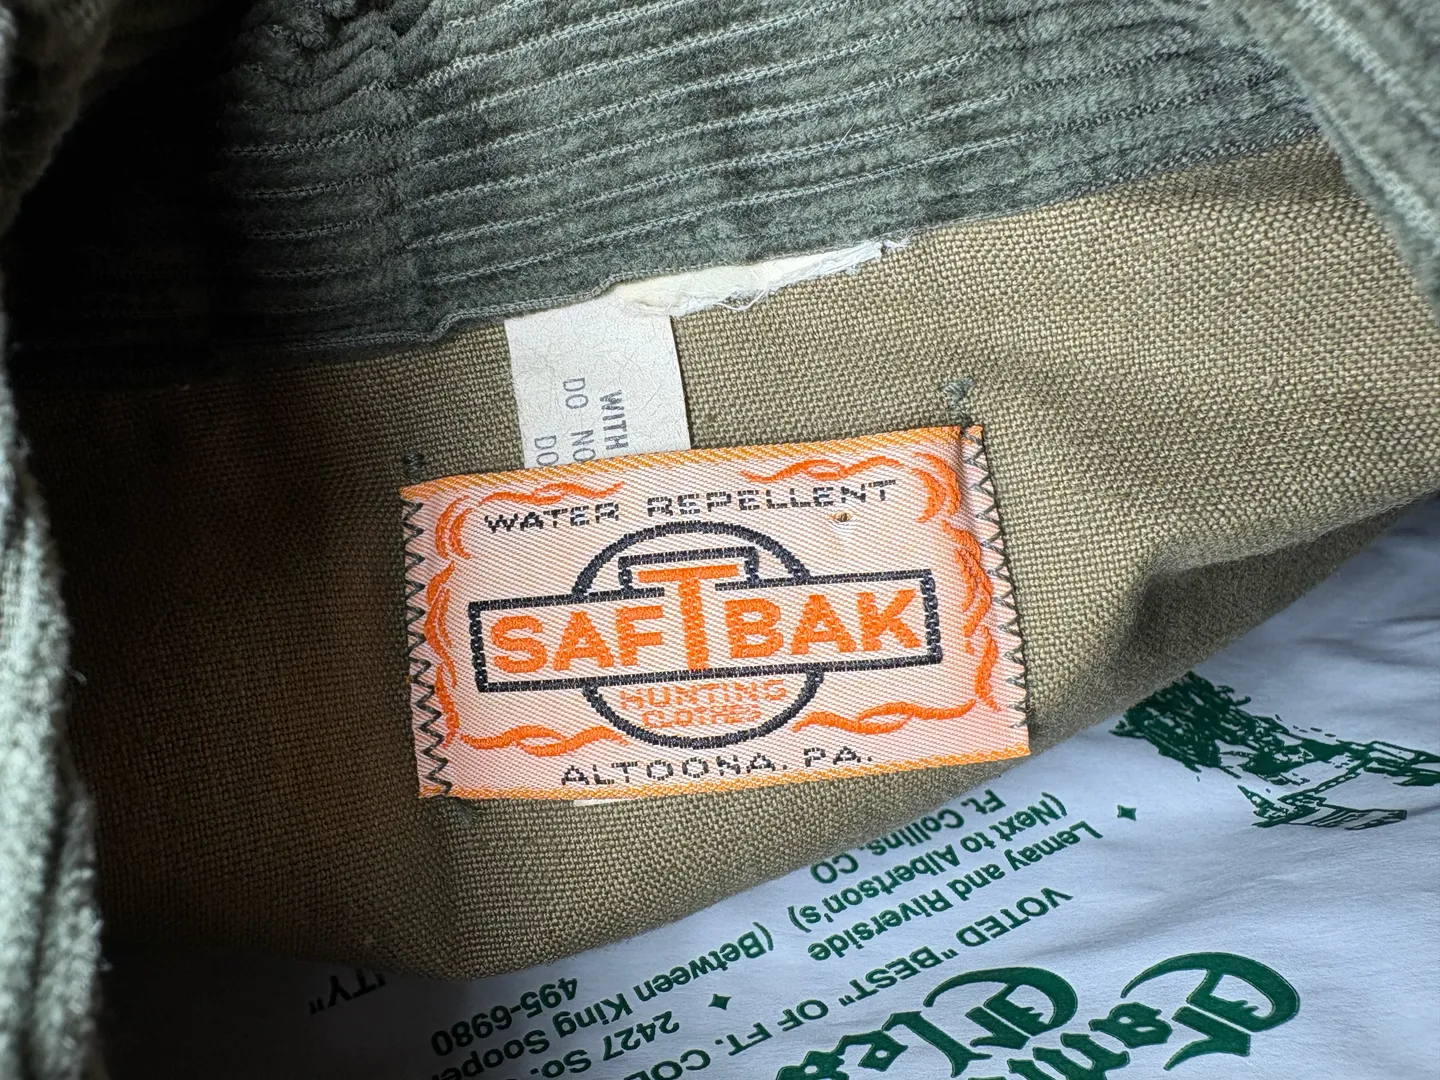 WITH
DO NO
DO
WATER REPELLENT
SAFTBAK
HUNTING
CLOTHES
ALTOONA, PA.
Lemay and Riverside
(Next to Albertson's)
Ft. Collins, CO
VOTED "BEST" OF FT. COL
2427 So.
(Between King Sooper
495-6980